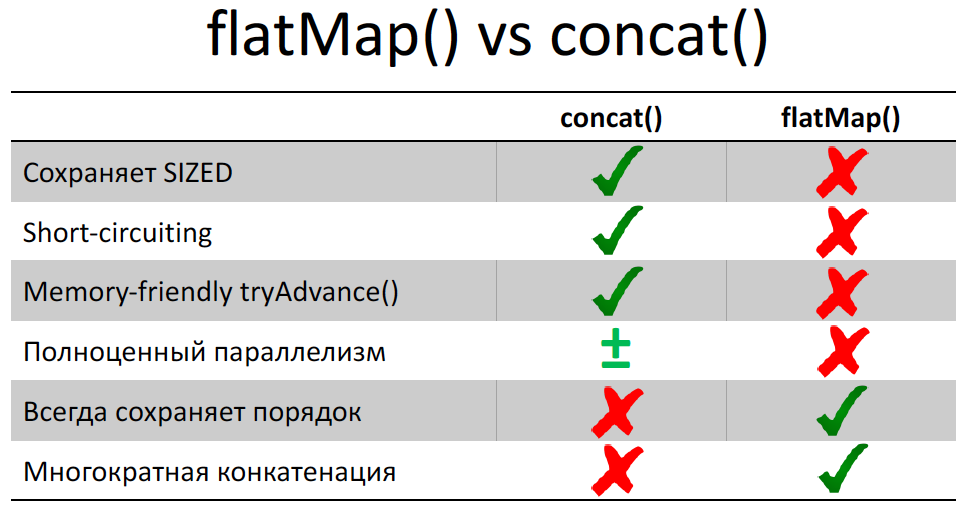 flatMap() vs concat()
concat() flatMap()
Сохраняет SIZED
Short-circuiting
Memory-friendly tryAdvance()
Полноценный параллелизм ±
Всегда сохраняет порядок
Многократная конкатенация